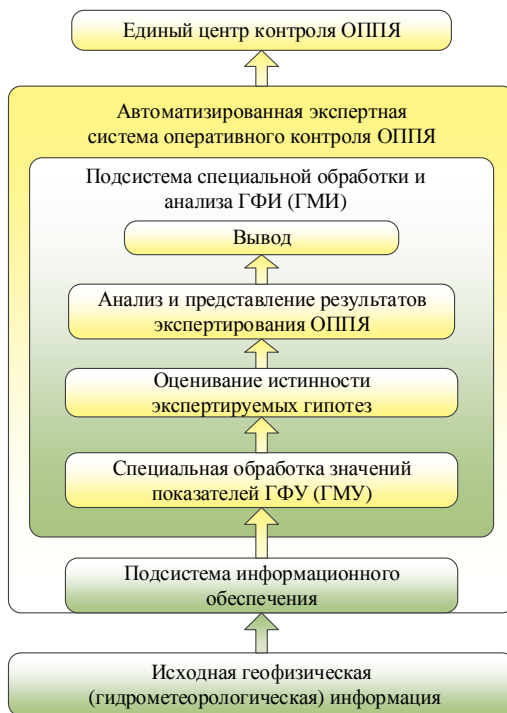 Единый центр контроля ОППЯ
Автоматизированная экспертная
система оперативного контроля ОППЯ
Подсистема специальной обработки и
анализа ГФИ (ГМИ)
Вывод
Анализ и представление результатов
экспертирования ОППЯ
Оценивание истинности
экспертируемых гипотез
Специальная обработка значений
показателей ГФУ (ГМУ)
Подсистема информационного
обеспечения
Исходная геофизическая
(гидрометеорологическая) информация